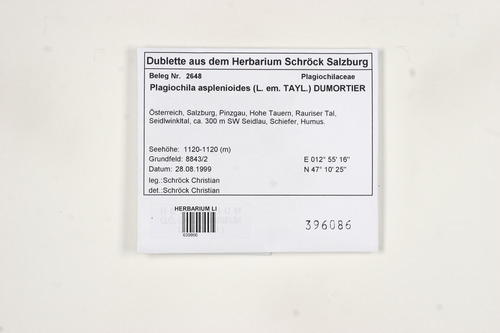 Dublette aus dem Herbarium Schröck Salzburg
Beleg Nr. 2648 Plagiochilaceae
Plagiochila asplenioides (L. em. TAYL.) DUMORTIER
Österreich, Salzburg, Pinzgau, Hohe Tauern, Rauriser Tal,
Seidlwinkltal, ca. 300 m SW Seidlau, Schiefer, Humus.
Seehöhe: 1120-1120 (m)
Grundfeld: 8843/2 E 012° 55' 16"
Datum: 28.08.1999 N 47° 10' 25"
leg.:Schröck Christian
det.:Schröck Christian
HERBARIUM LI
396086